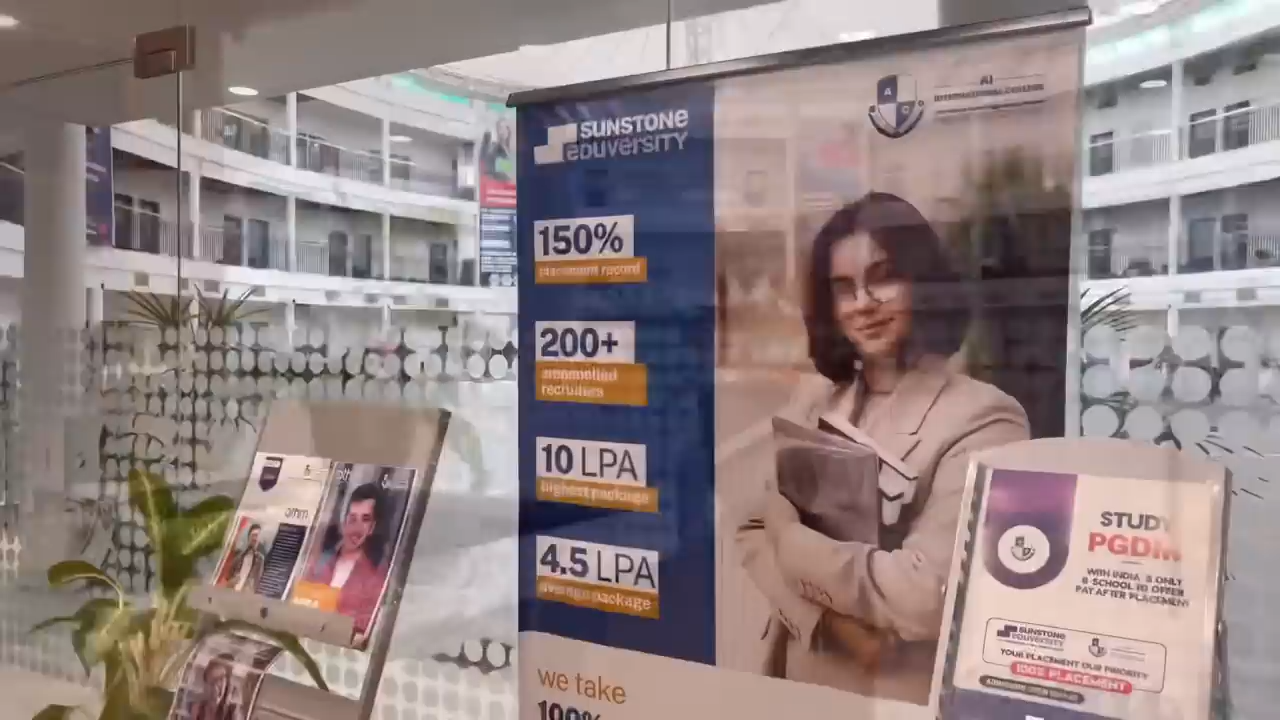 SUNSTONE
EDUVERSITY
AI
INTERNATIONAL COLLEGE
150%
placement record
200+
recruiters
10 LPA
highest package
4.5 LPA
average package
we take
100%
STUDY
PGDM
WITH INDIA'S ONLY
B-SCHOOL TO OFFER
PAY AFTER PLACEMENT
SUNSTONE
EDUVERSITY
YOUR PLACEMENT OUR PRIORITY
100% PLACEMENT